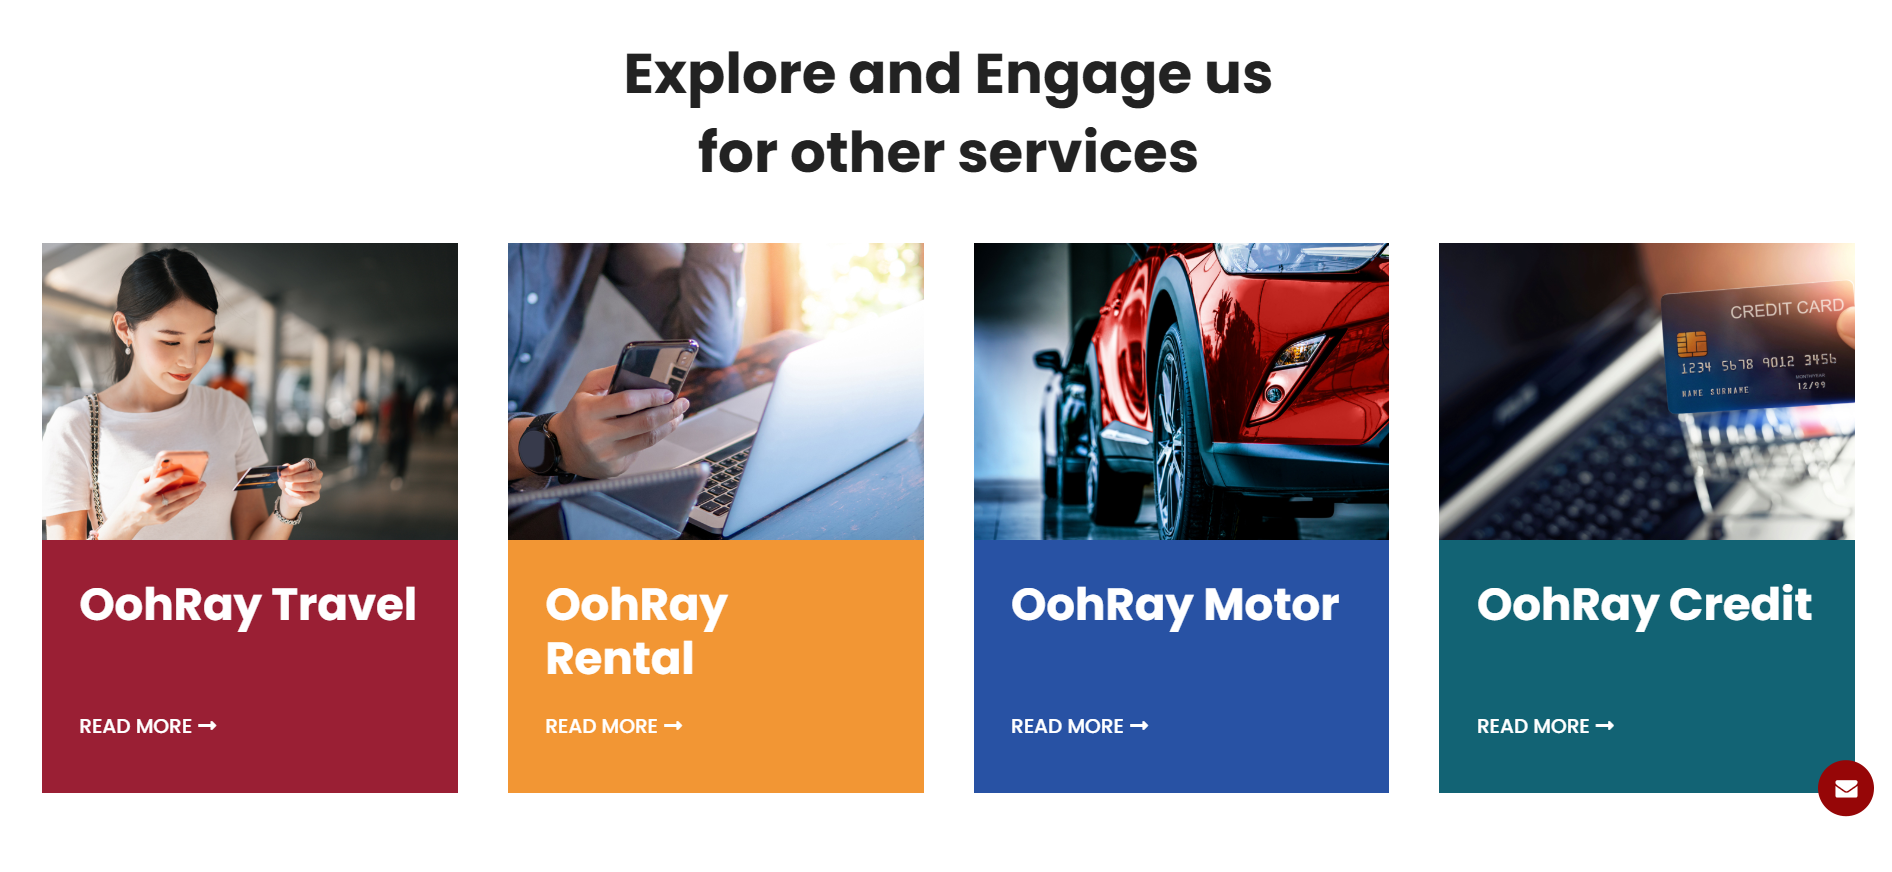 Explore and Engage us
for other services
CREDIT CARD
1234 5678 9012 3456
12/99
NAME SURNAME
OohRay Travel
OohRay
Rental
OohRay Motor
OohRay Credit
READ MORE
READ MORE
READ MORE
READ MORE